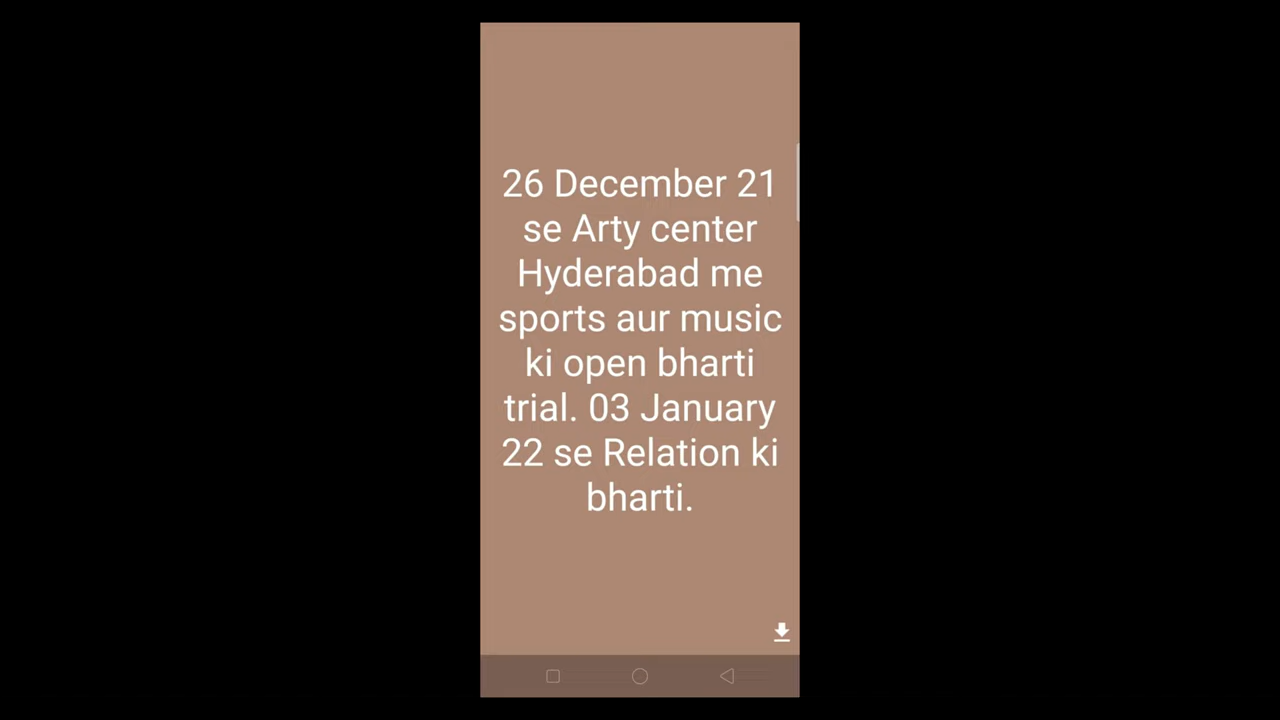 26 December 21
se Arty center
Hyderabad me
sports aur music
ki open bharti
trial. 03 January
22 se Relation ki
bharti.